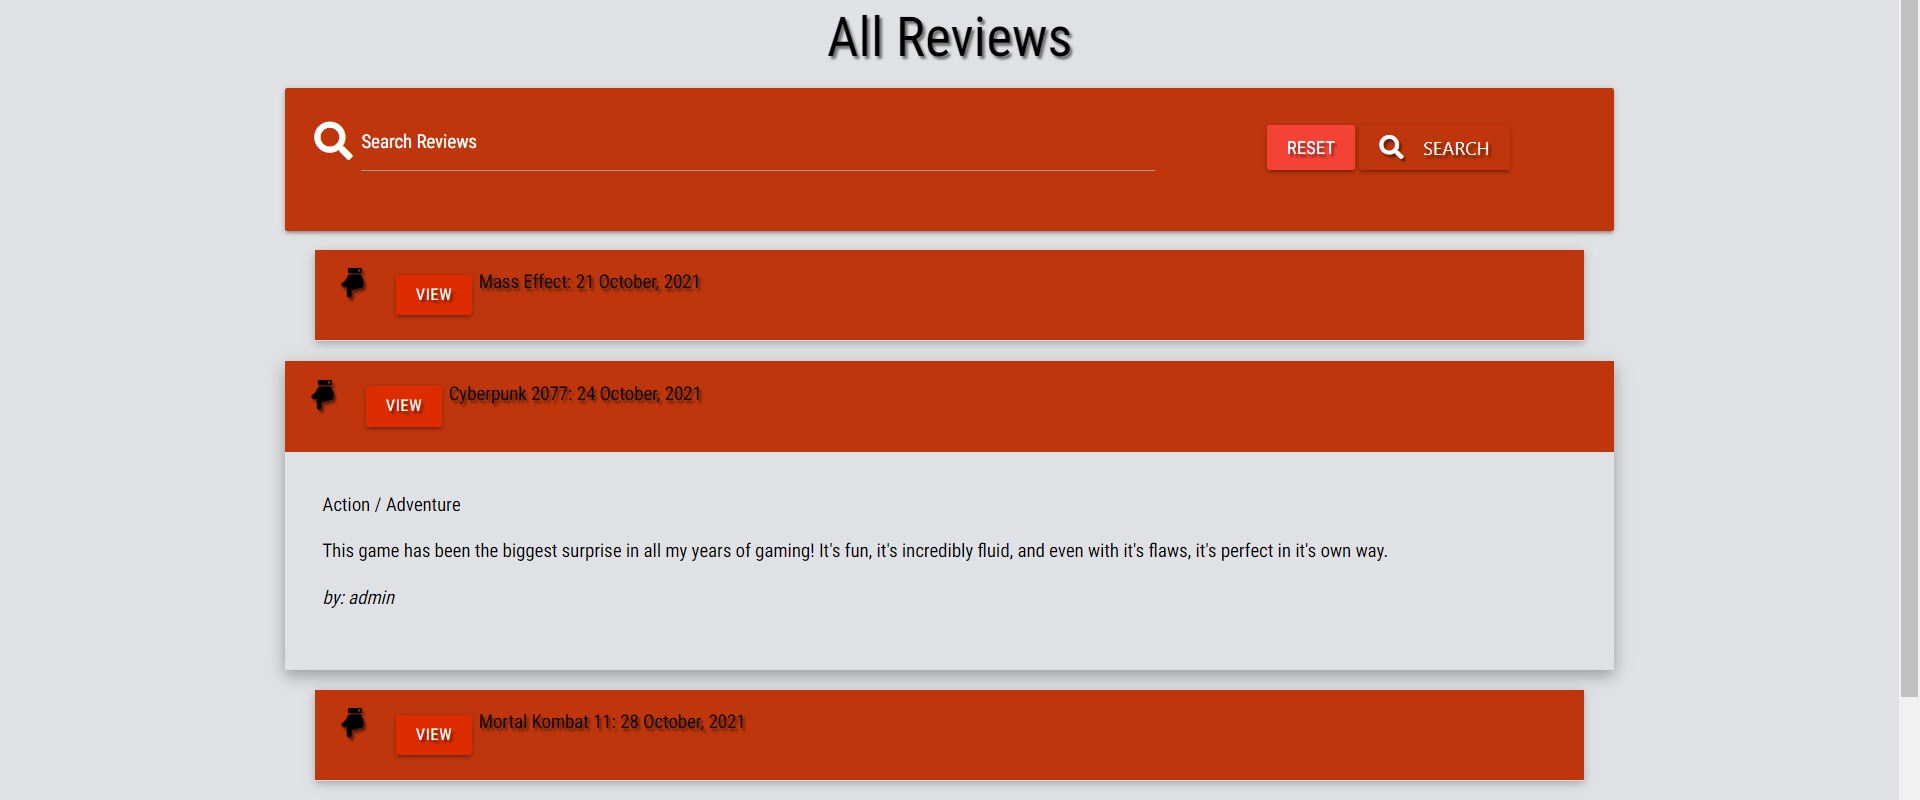 All Reviews
Search Reviews
RESET
SEARCH
VIEW
Mass Effect: 21 October, 2021
VIEW
Cyberpunk 2077: 24 October, 2021
Action / Adventure
This game has been the biggest surprise in all my years of gaming! It's fun, it's incredibly fluid, and even with it's flaws, it's perfect in it's own way.
by: admin
VIEW
Mortal Kombat 11: 28 October, 2021